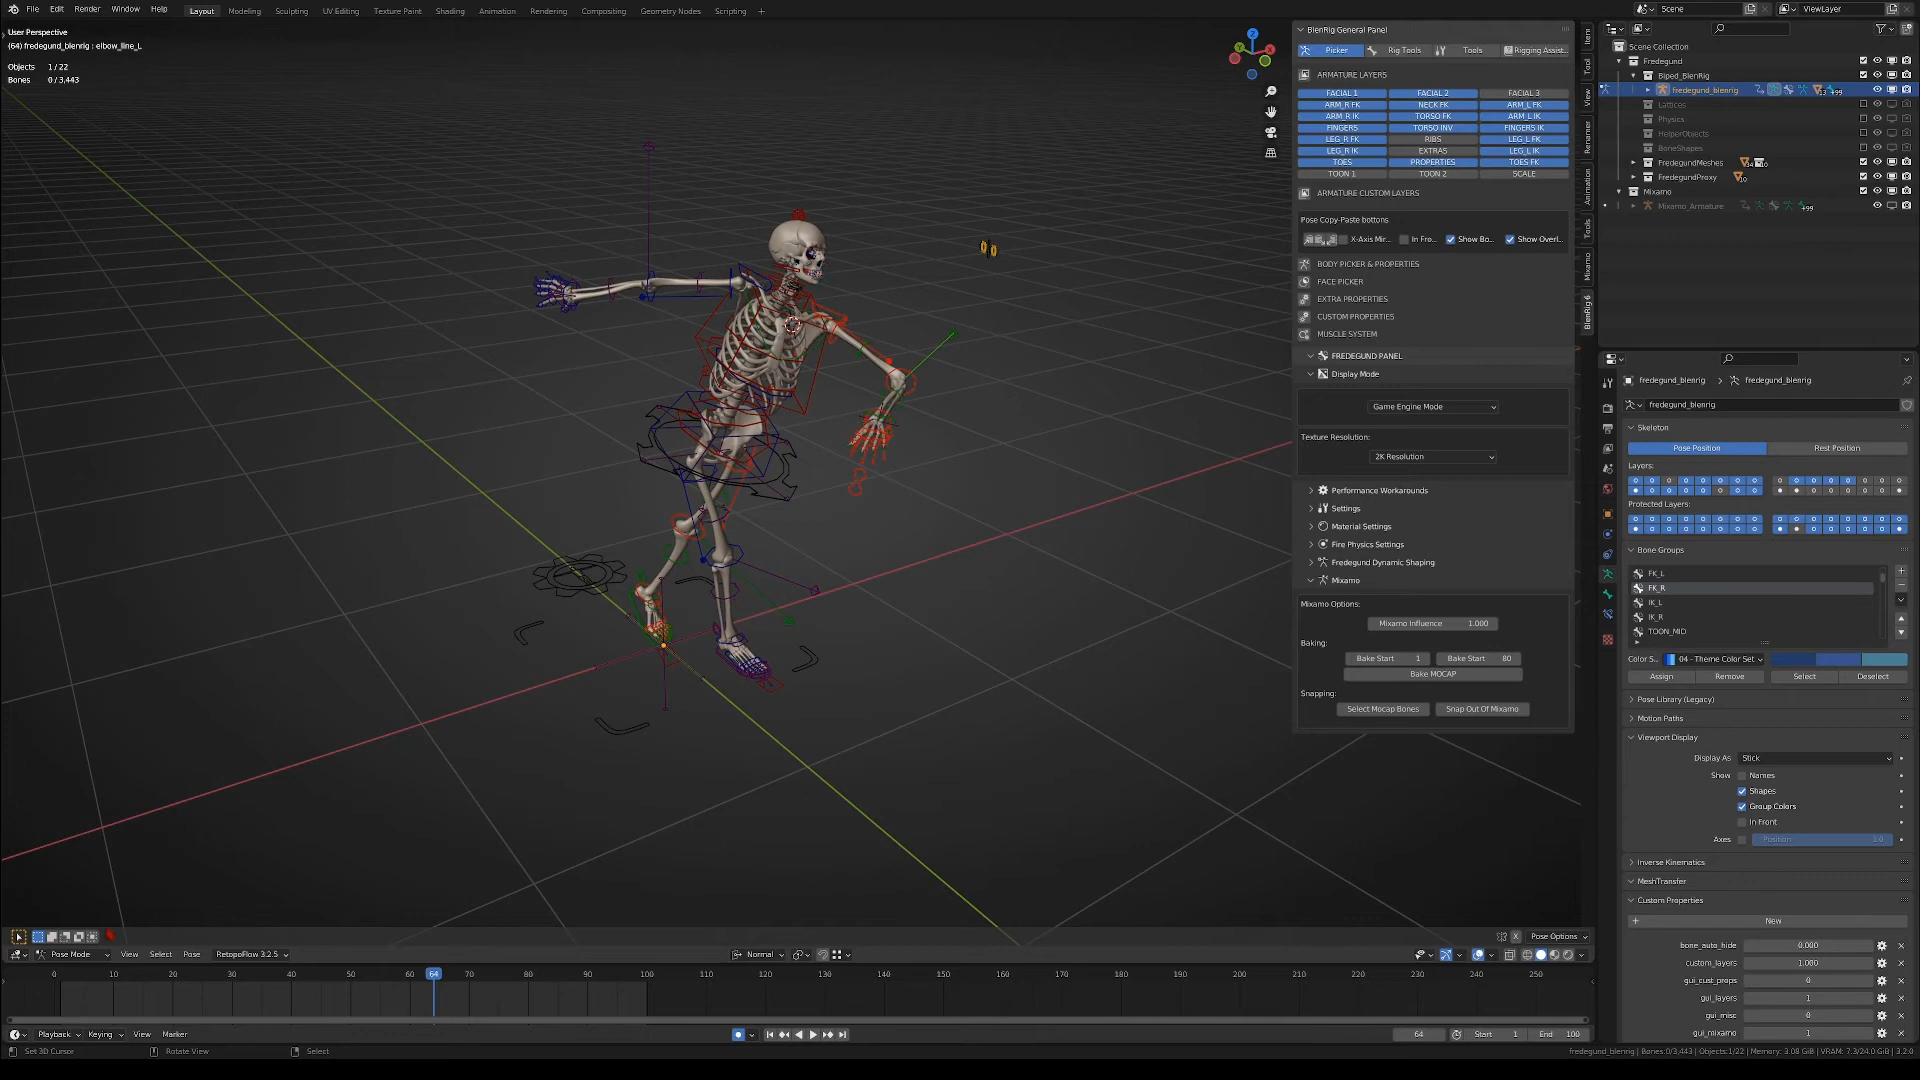 File Edit Render Window Help Layout Modeling Sculpting UV Editing Texture Paint Shading Animation Rendering Compositing Geometry Nodes Scripting + Scene ViewLayer
User Perspective
(64) fredegund_blenrig : elbow_line_L
Objects 1/22
Bones 0/3,443
BlenRig General Panel
Picker Rig Tools Tools Rigging Assist...
ARMATURE LAYERS
FACIAL 1 FACIAL 2 FACIAL 3
ARM_R FK NECK FK ARM_L FK
ARM_R IK TORSO FK ARM_L IK
FINGERS TORSO INV FINGERS IK
LEG_R FK RIBS LEG_L FK
LEG_R IK EXTRAS LEG_L IK
TOES PROPERTIES TOES FK
TOON 1 TOON 2 SCALE
ARMATURE CUSTOM LAYERS
Pose Copy-Paste bottons
X-Axis Mir... In Fro... Show Bo... Show Overl...
BODY PICKER & PROPERTIES
FACE PICKER
EXTRA PROPERTIES
CUSTOM PROPERTIES
MUSCLE SYSTEM
FREDEGUND PANEL
Display Mode
Game Engine Mode
Texture Resolution:
2K Resolution
Performance Workarounds
Settings
Material Settings
Fire Physics Settings
Fredegund Dynamic Shaping
Mixamo
Mixamo Options:
Mixamo Influence 1.000
Baking:
Bake Start 1 Bake Start 80
Bake MOCAP
Snapping:
Select Mocap Bones Snap Out Of Mixamo
Item
Tool
View
Renamer
Animation
Tools
Mixamo
BlenRig 6
Scene Collection
Fredegund
Biped_BlenRig
fredegund_blenrig
Lattices
Physics
HelperObjects
BoneShapes
FredegundMeshes
FredegundProxy
Mixamo
Mixamo_Armature
fredegund_blenrig > fredegund_blenrig
fredegund_blenrig
Skeleton
Pose Position Rest Position
Layers:
Protected Layers:
Bone Groups
FK_L
FK_R
IK_L
IK_R
TOON_MID
Color S... 04 - Theme Color Set
Assign Remove Select Deselect
Pose Library (Legacy)
Motion Paths
Viewport Display
Display As Stick
Show Names
Shapes
Group Colors
In Front
Axes Position 1.0
Inverse Kinematics
MeshTransfer
Custom Properties
+ New
bone_auto_hide 0.000
custom_layers 1.000
gui_cust_props 0
gui_layers 1
gui_misc 0
gui_mixamo 1
X Pose Options
Pose Mode View Select Pose RetopoFlow 3.2.5 Normal
0 10 20 30 40 50 60 64 70 80 90 100 110 120 130 140 150 160 170 180 190 200 210 220 230 240 250
Playback Keying View Marker 64 Start 1 End 100
Set 3D Cursor Rotate View Select fredegund_blenrig | Bones:0/3,443 | Objects:1/22 | Memory: 3.08 GiB | VRAM: 7.3/24.0 GiB | 3.2.0